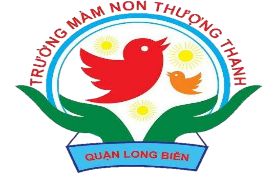 TRƯỜNG MẦM NON THƯỢNG THANH
QUẬN LONG BIÊN